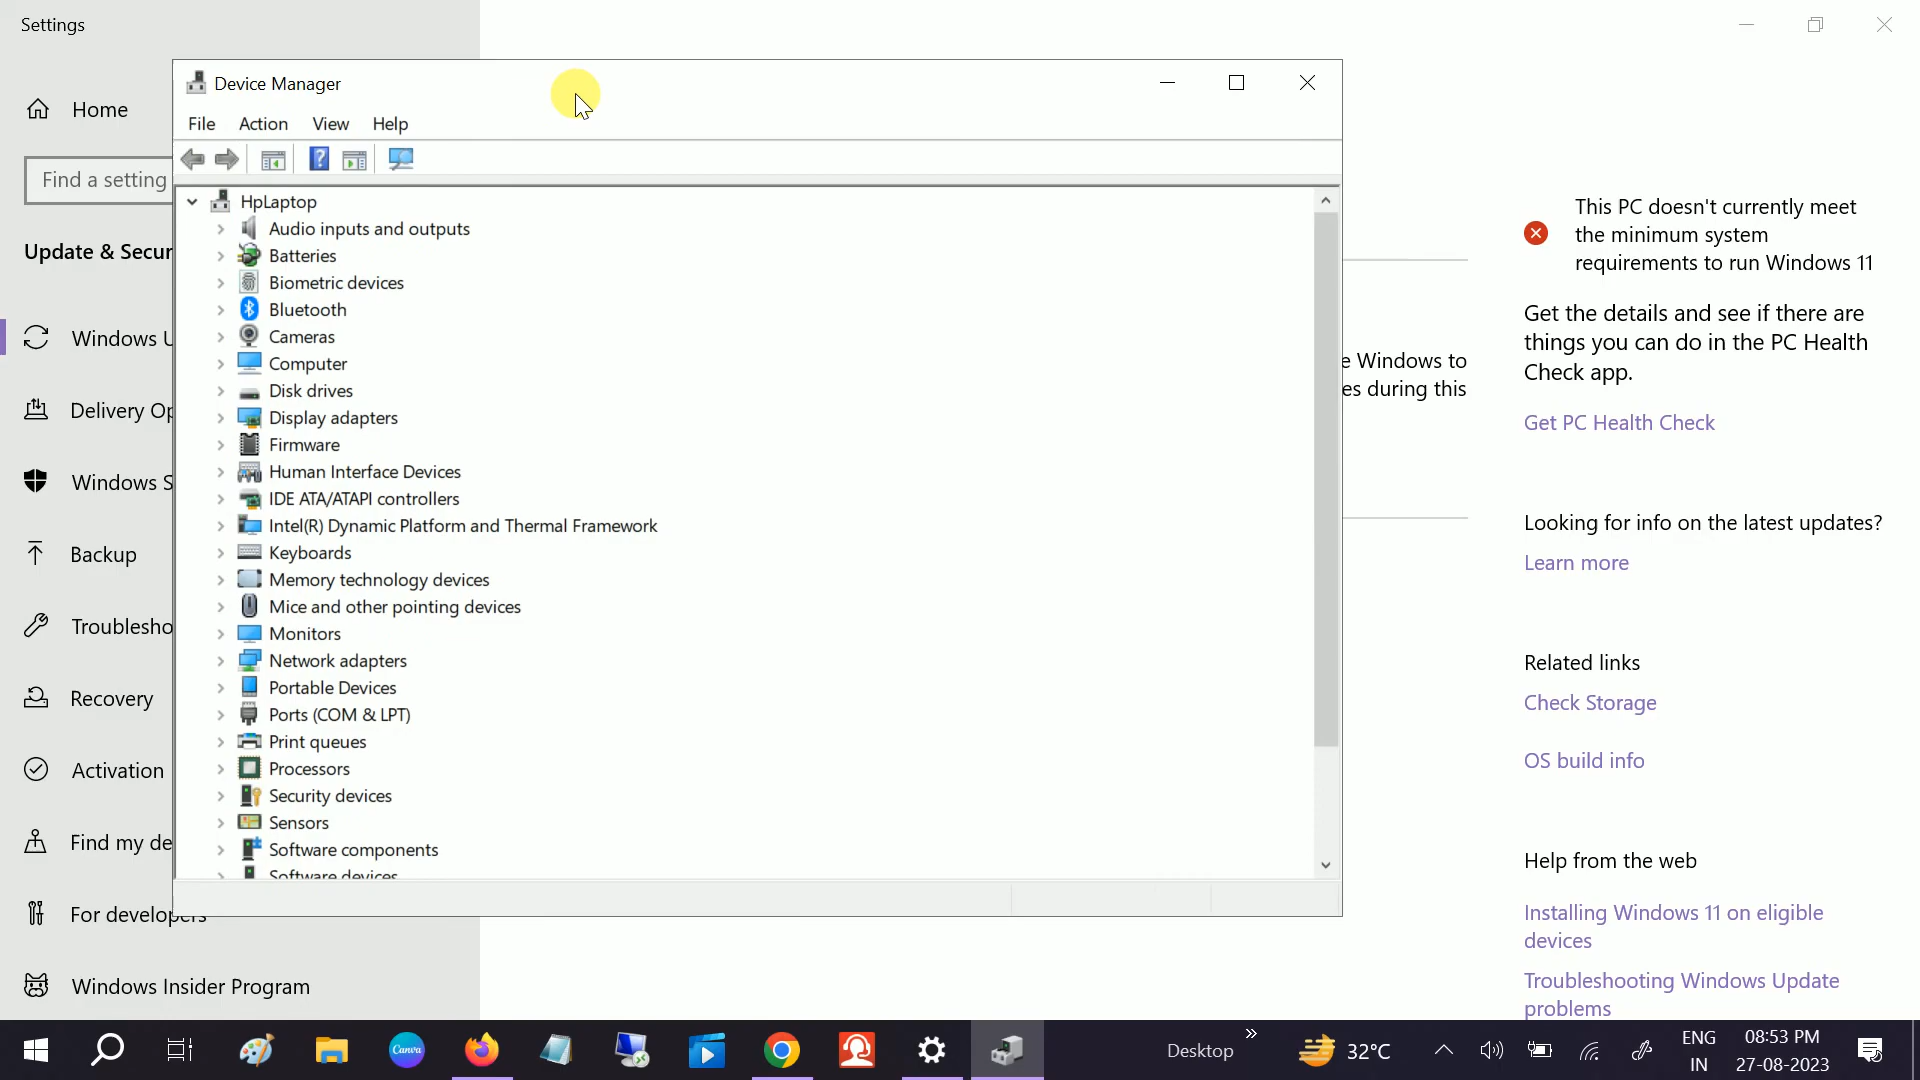 Settings
Home
Find a setting
Update & Secur
Windows U
Delivery Op
Windows S
Backup
Troublesho
Recovery
Activation
Find my de
For developers
Windows Insider Program
Device Manager
File Action View Help
HpLaptop
Audio inputs and outputs
Batteries
Biometric devices
Bluetooth
Cameras
Computer
Disk drives
Display adapters
Firmware
Human Interface Devices
IDE ATA/ATAPI controllers
Intel(R) Dynamic Platform and Thermal Framework
Keyboards
Memory technology devices
Mice and other pointing devices
Monitors
Network adapters
Portable Devices
Ports (COM & LPT)
Print queues
Processors
Security devices
Sensors
Software components
Software devices
e Windows to
es during this
This PC doesn't currently meet
the minimum system
requirements to run Windows 11
Get the details and see if there are
things you can do in the PC Health
Check app.
Get PC Health Check
Looking for info on the latest updates?
Learn more
Related links
Check Storage
OS build info
Help from the web
Installing Windows 11 on eligible
devices
Troubleshooting Windows Update
problems
Canva
Desktop
32°C
ENG
IN
08:53 PM
27-08-2023